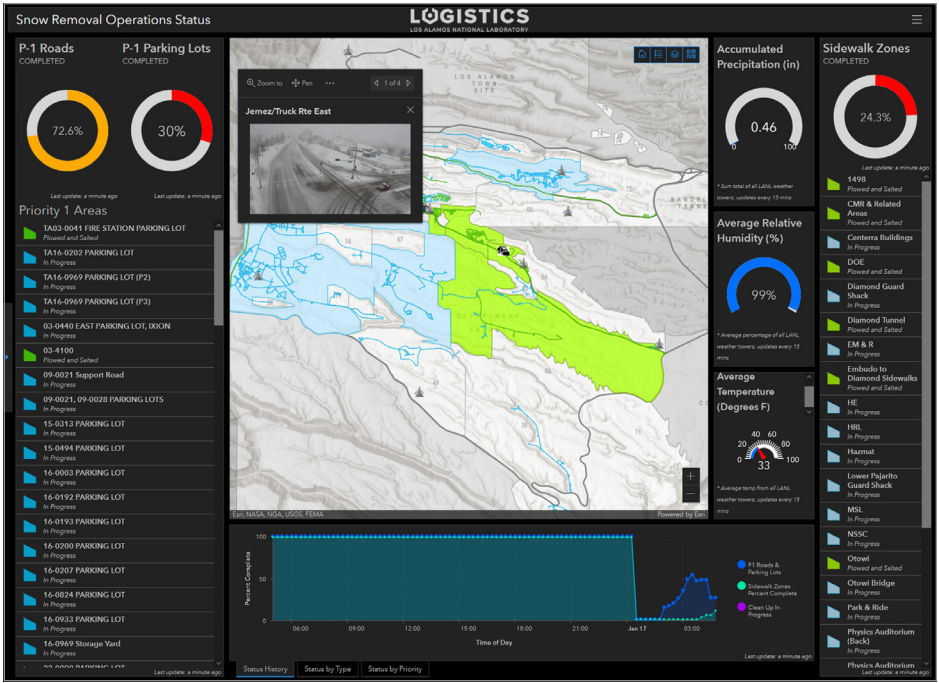 Snow Removal Operations Status
LOGISTICS
LOS ALAMOS NATIONAL LABORATORY
P-1 Roads
COMPLETED
72.6%
Last update: a minute ago
P-1 Parking Lots
COMPLETED
30%
Last update: a minute ago
Priority 1 Areas
TA03-0041 FIRE STATION PARKING LOT
Plowed and Salted
TA16-0202 PARKING LOT
In Progress
TA16-0969 PARKING LOT (P2)
In Progress
TA16-0969 PARKING LOT (P3)
In Progress
03-0440 EAST PARKING LOT, IXION
In Progress
03-4100
Plowed and Salted
09-0021 Support Road
In Progress
09-0021, 09-0028 PARKING LOTS
In Progress
15-0313 PARKING LOT
In Progress
15-0494 PARKING LOT
In Progress
16-0003 PARKING LOT
In Progress
16-0192 PARKING LOT
In Progress
16-0193 PARKING LOT
In Progress
16-0200 PARKING LOT
In Progress
16-0207 PARKING LOT
In Progress
16-0824 PARKING LOT
In Progress
16-0933 PARKING LOT
In Progress
16-0969 Storage Yard
In Progress
Last update: a minute ago
Zoom to
Pan
1 of 4
Jemez/Truck Rte East
LOS ALAMOS
TOWN
SITE
72
67
14
Esri, NASA, NGA, USGS, FEMA
Powered by Esri
100
50
0
Percent Complete
06:00
09:00
12:00
15:00
18:00
21:00
Jan 17
03:00
Time of Day
P1 Roads &
Parking Lots
Sidewalk Zones
Percent Complete
Clean Up In
Progress
Last update: a minute ago
Status History
Status by Type
Status by Priority
Accumulated
Precipitation (in)
0.46
0
100
* Sum total of all LANL weather
towers; updates every 15
mins
Average Relative
Humidity (%)
99%
* Average percentage of all LANL
weather towers; updates every 15
mins
Average
Temperature
(Degrees F)
0
20
40
60
80
100
33
* Average temp from all LANL
weather towers; updates every 15
mins
Sidewalk Zones
COMPLETED
24.3%
Last update: a minute ago
1498
Plowed and Salted
CMR & Related
Areas
Plowed and Salted
Centerra Buildings
In Progress
DOE
Plowed and Salted
Diamond Guard
Shack
In Progress
Diamond Tunnel
Plowed and Salted
EM & R
In Progress
Embudo to
Diamond Sidewalks
Plowed and Salted
HE
In Progress
HRL
In Progress
Hazmat
In Progress
Lower Pajarito
Guard Shack
In Progress
MSL
In Progress
NSSC
In Progress
Otowi
Plowed and Salted
Otowi Bridge
In Progress
Park & Ride
In Progress
Physics Auditorium
(Back)
In Progress
Physics Auditorium
Last update: a minute ago